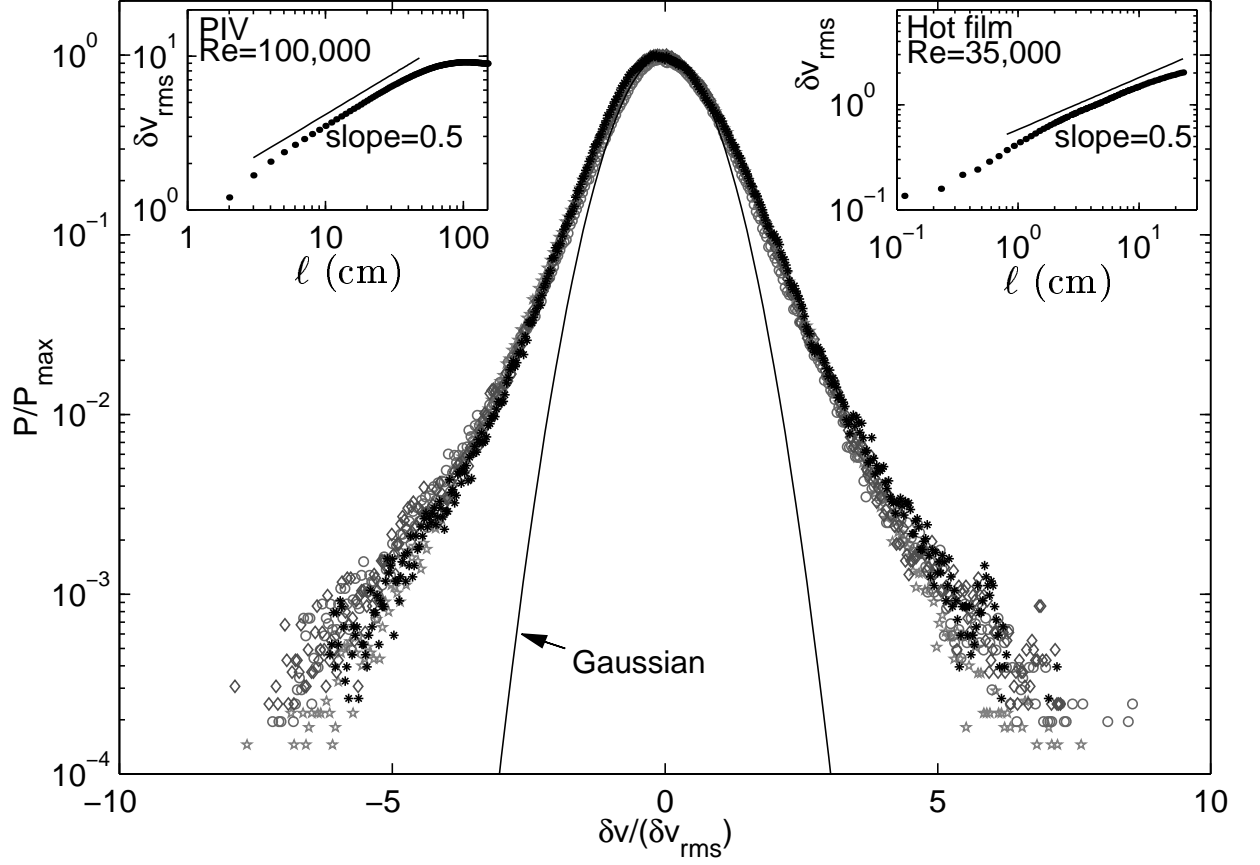 PIV
Re=100,000
slope=0.5
δv_rms
10^1
10^0
1
10
100
ℓ (cm)
Hot film
Re=35,000
slope=0.5
δv_rms
10^0
10^−1
10^−1
10^0
10^1
ℓ (cm)
10^0
10^−1
10^−2
10^−3
10^−4
P/P_max
Gaussian
−10
−5
0
5
10
δv/(δv_rms)